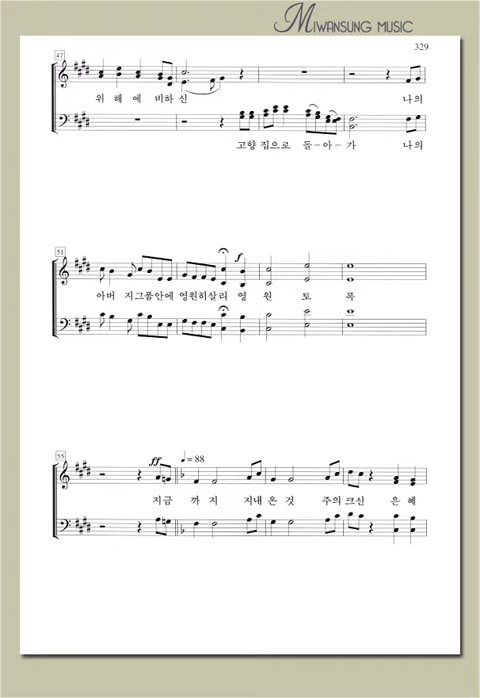 MIWANSUNG MUSIC
329
47
위 해 예 비하 신 나의
고향 집으로 돌-아-가 나의
51
f
아버 지그품안에 영원히살리 영 원 토 록
55
ff ♩ = 88
지금 까 지 지내 온 것 주의 크신 은 혜